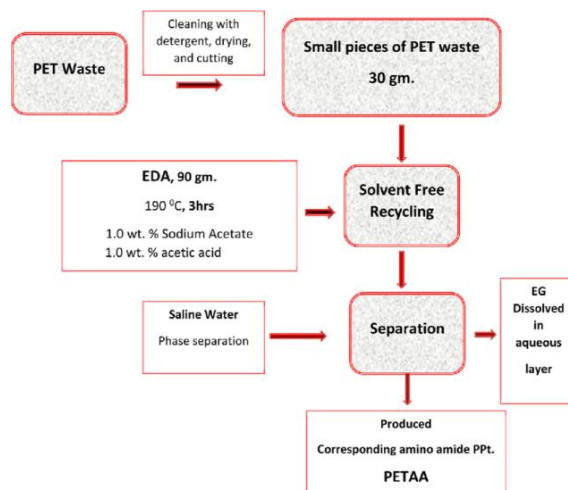 Cleaning with
detergent, drying,
and cutting
PET Waste
Small pieces of PET waste
30 gm.
EDA, 90 gm.
190 ⁰C, 3hrs
1.0 wt. % Sodium Acetate
1.0 wt. % acetic acid
Solvent Free
Recycling
Saline Water
Phase separation
Separation
EG
Dissolved
in
aqueous
layer
Produced
Corresponding amino amide PPt.
PETAA